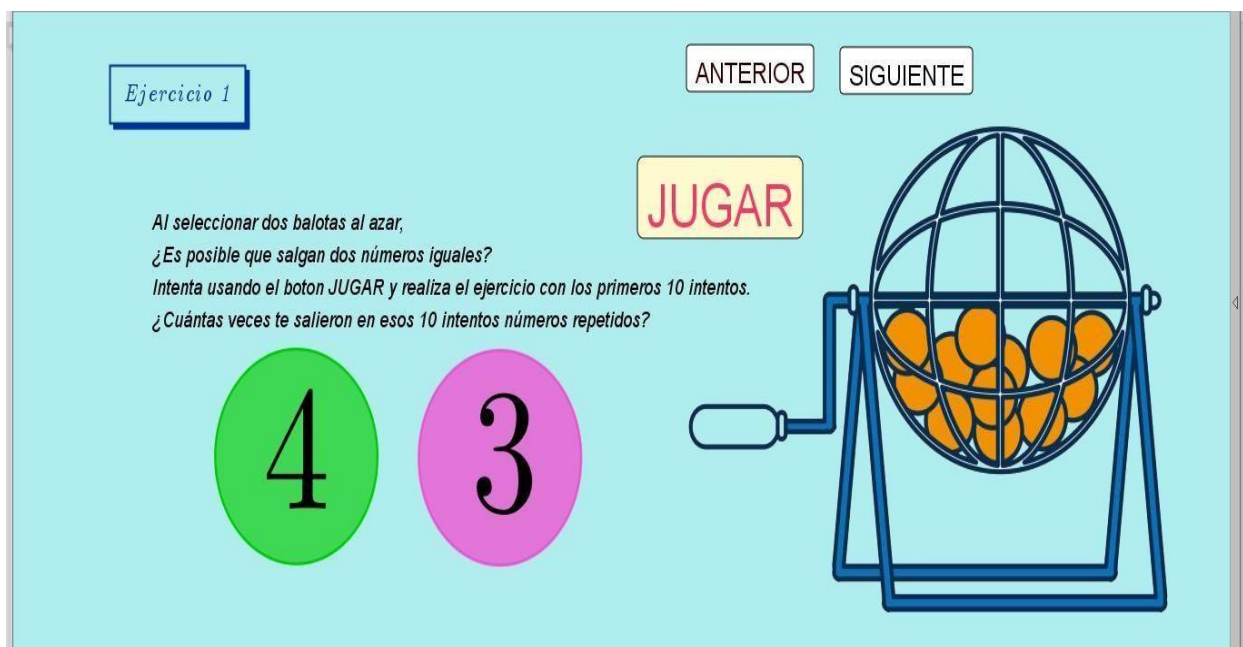 Ejercicio 1
ANTERIOR
SIGUIENTE
JUGAR
Al seleccionar dos balotas al azar,
¿Es posible que salgan dos números iguales?
Intenta usando el boton JUGAR y realiza el ejercicio con los primeros 10 intentos.
¿Cuántas veces te salieron en esos 10 intentos números repetidos?
4 3